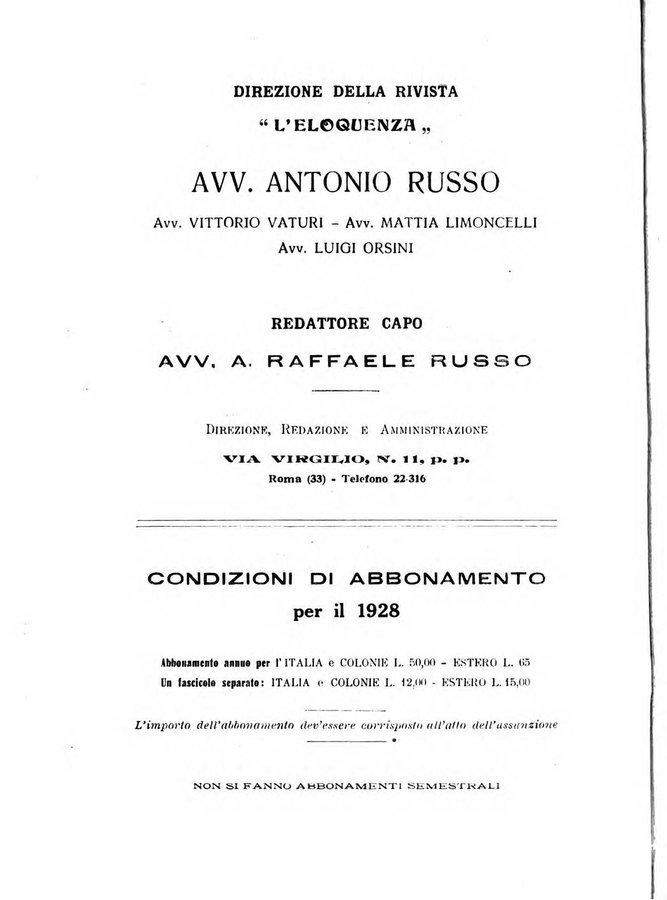 DIREZIONE DELLA RIVISTA
“ L'ELOQUENZA „
AVV. ANTONIO RUSSO
Avv. VITTORIO VATURI – Avv. MATTIA LIMONCELLI
Avv. LUIGI ORSINI
REDATTORE CAPO
AVV. A. RAFFAELE RUSSO
Direzione, Redazione e Amministrazione
VIA VIRGILIO, N. 11, p. p.
Roma (33) - Telefono 22-316
CONDIZIONI DI ABBONAMENTO
per il 1928
Abbonamento annuo per l'ITALIA e COLONIE L. 50,00 - ESTERO L. 65
Un fascicolo separato: ITALIA e COLONIE L. 12,00 - ESTERO L. 15,00
L'importo dell'abbonamento dev'essere corrisposto all'atto dell'assunzione
NON SI FANNO ABBONAMENTI SEMESTRALI